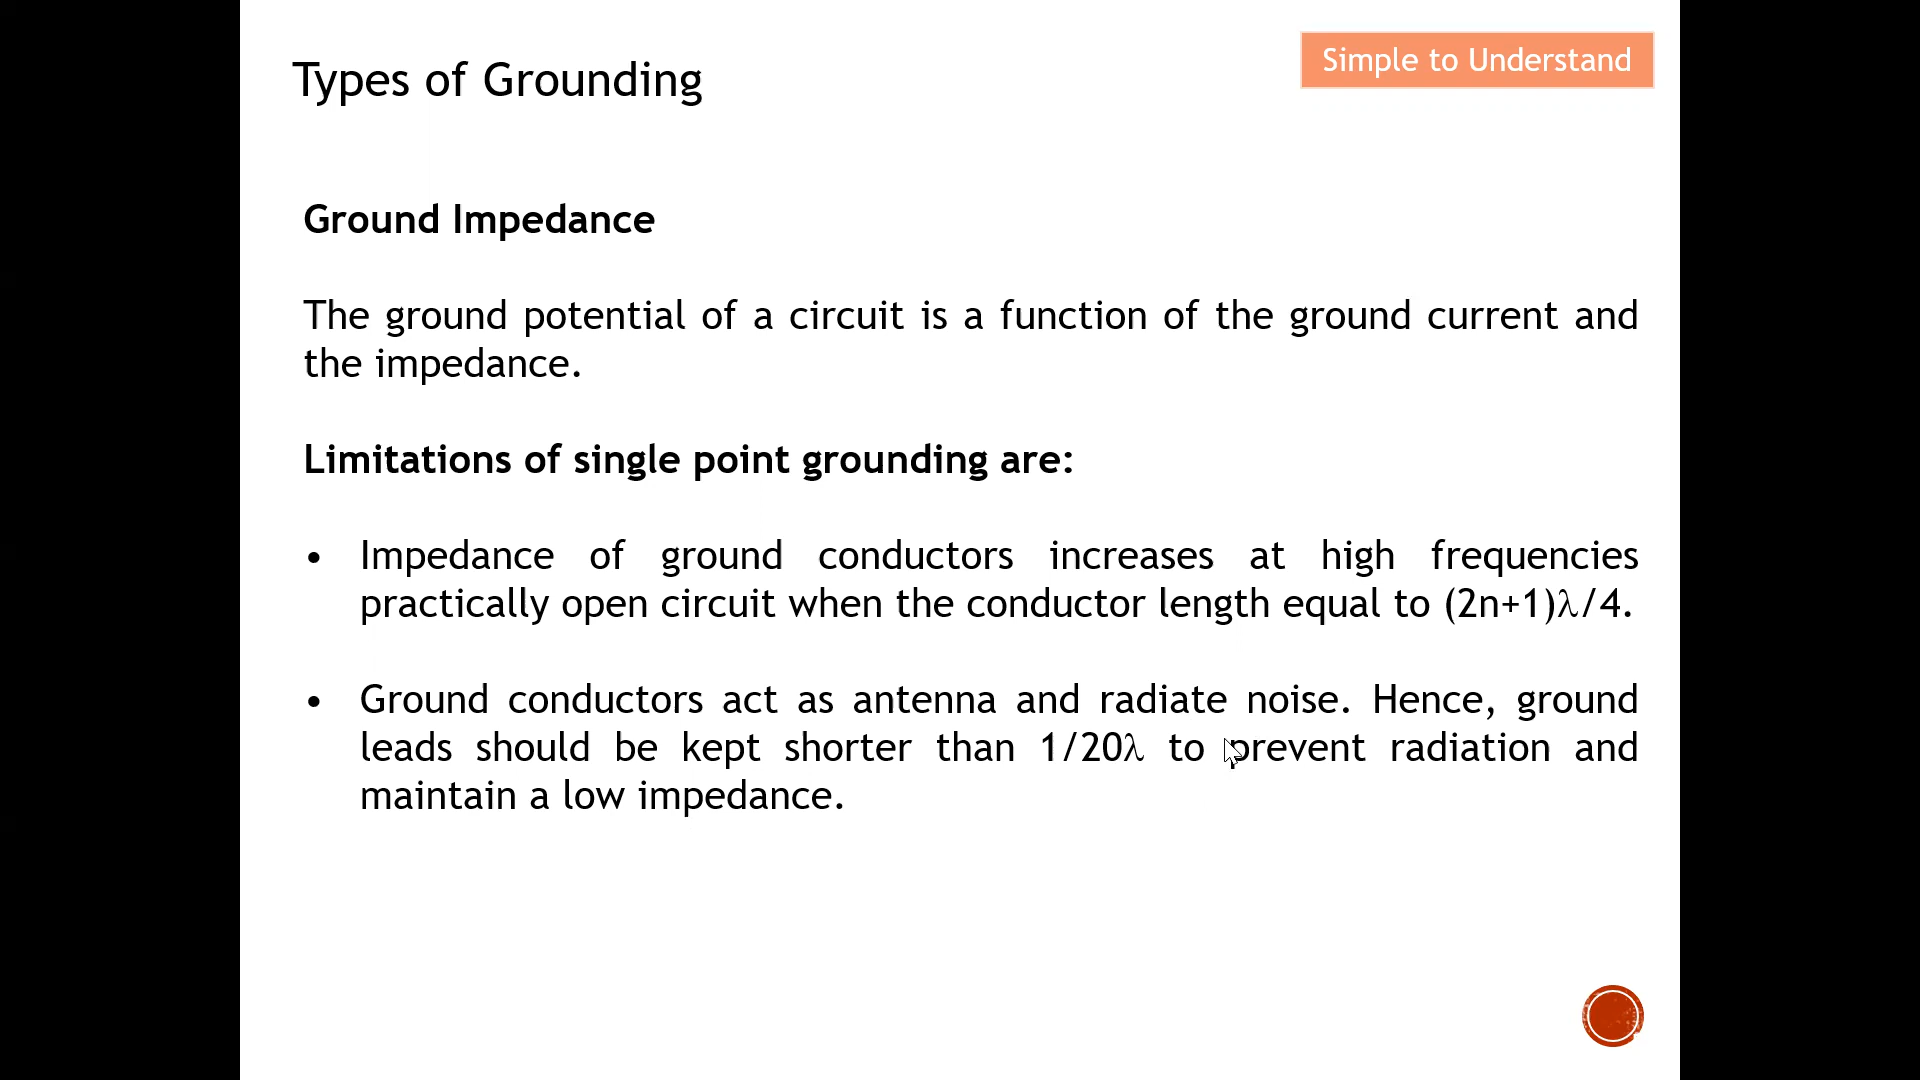 Types of Grounding
Simple to Understand
Ground Impedance
The ground potential of a circuit is a function of the ground current and
the impedance.
Limitations of single point grounding are:
• Impedance of ground conductors increases at high frequencies
practically open circuit when the conductor length equal to (2n+1)λ/4.
• Ground conductors act as antenna and radiate noise. Hence, ground
leads should be kept shorter than 1/20λ to prevent radiation and
maintain a low impedance.